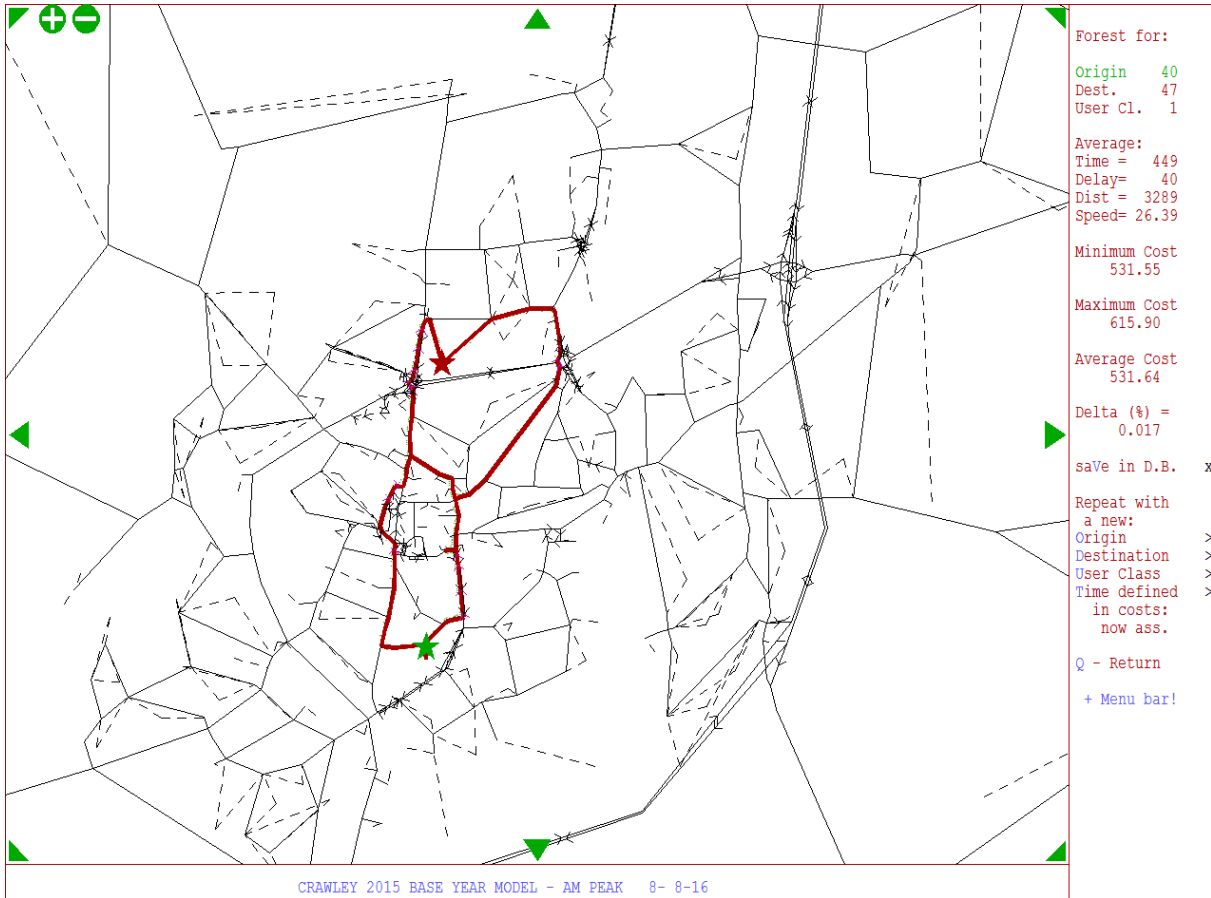 Forest for:
Origin 40
Dest. 47
User Cl. 1
Average:
Time = 449
Delay= 40
Dist = 3289
Speed= 26.39
Minimum Cost
531.55
Maximum Cost
615.90
Average Cost
531.64
Delta (%) =
0.017
saVe in D.B. x
Repeat with
a new:
Origin >
Destination >
User Class >
Time defined >
in costs:
now ass.
Q - Return
+ Menu bar!
CRAWLEY 2015 BASE YEAR MODEL - AM PEAK 8- 8-16